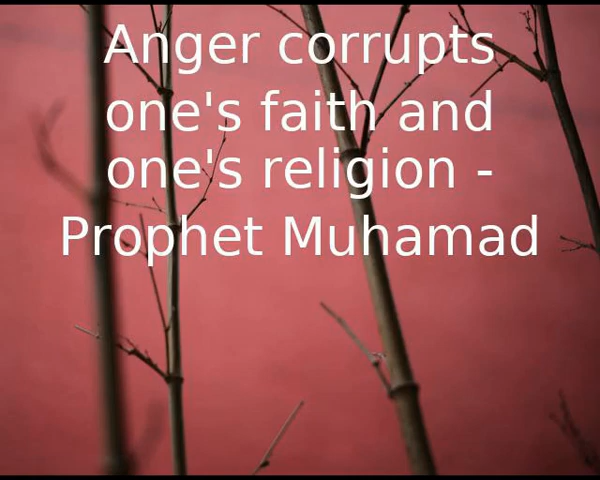 Anger corrupts
one's faith and
one's religion -
Prophet Muhamad